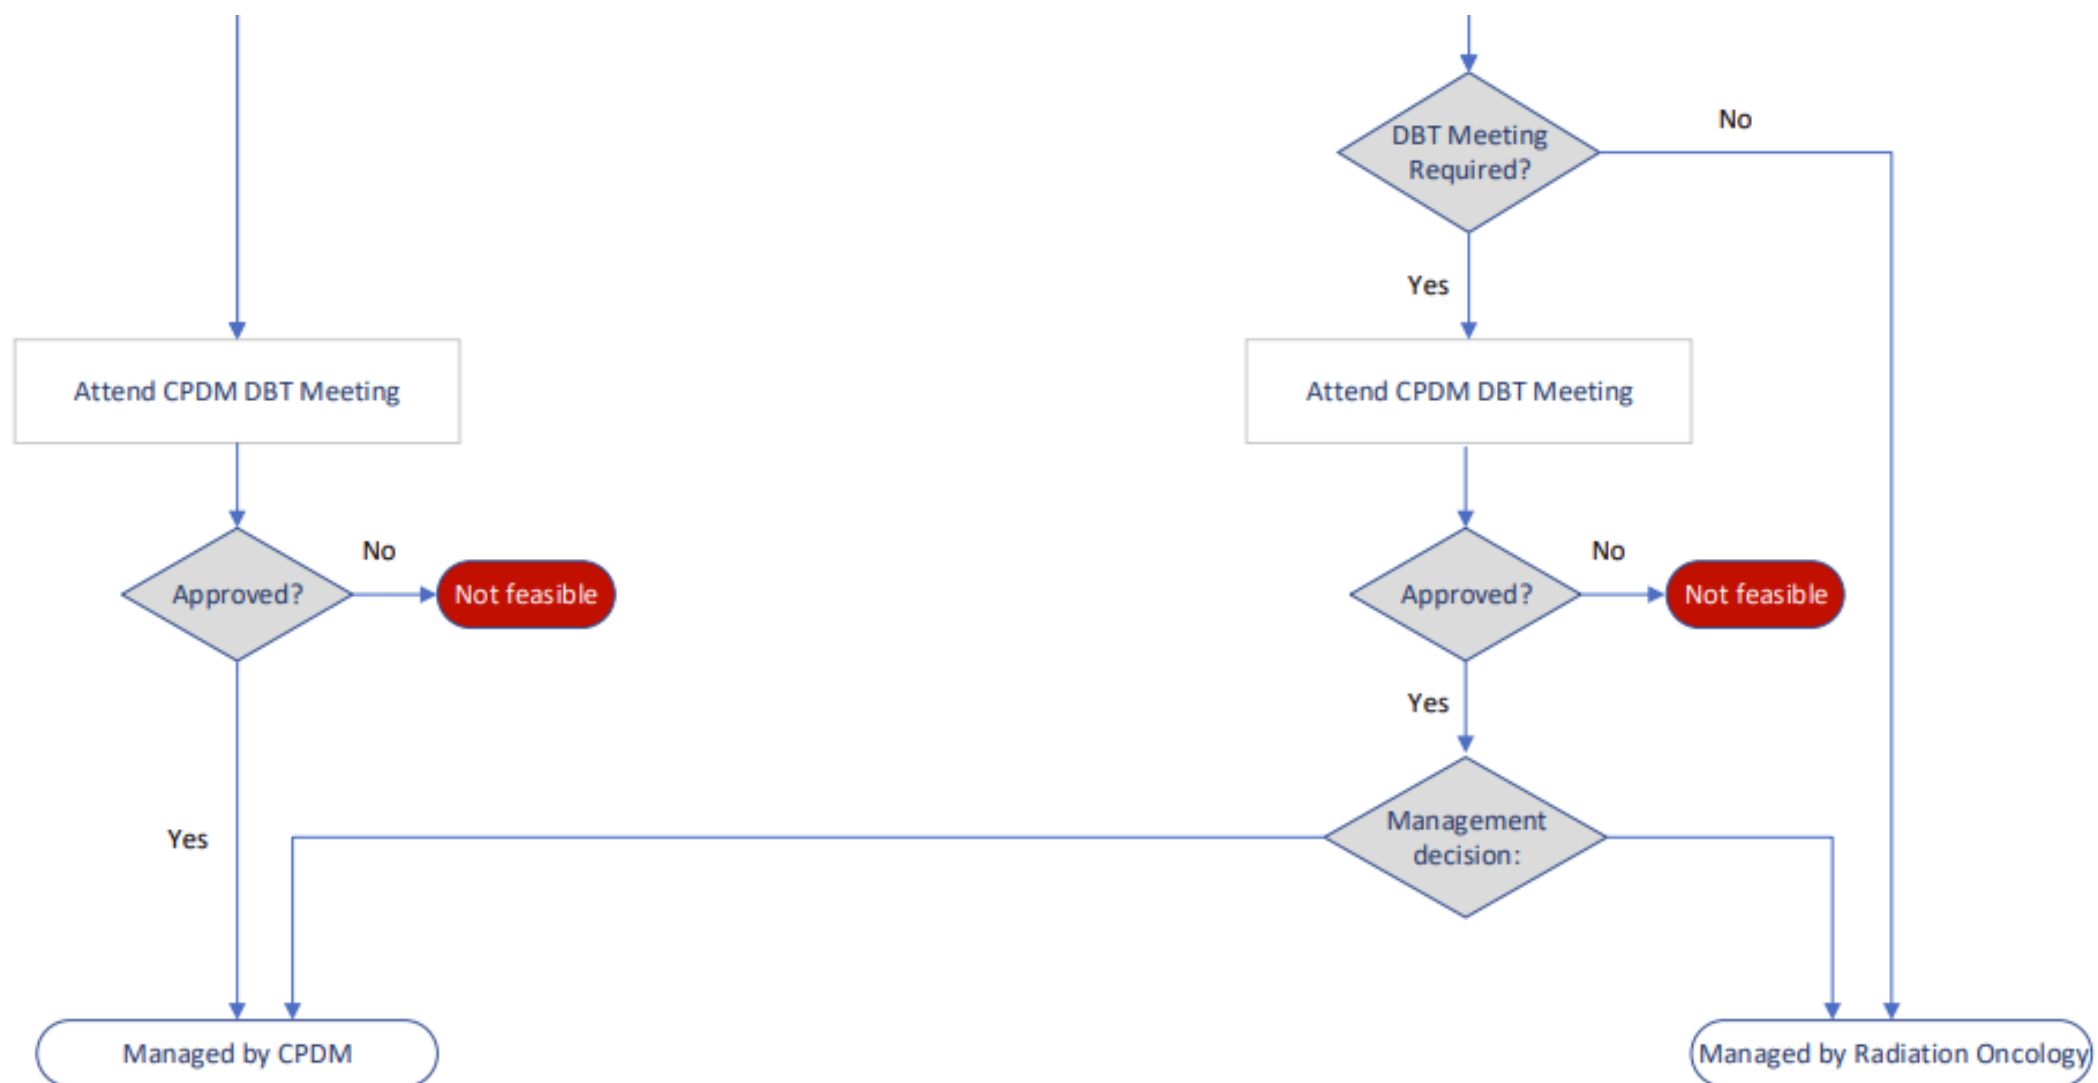 No
DBT Meeting
Required?
Yes
Attend CPDM DBT Meeting
Attend CPDM DBT Meeting
No
No
Approved?
Not feasible
Approved?
Not feasible
Yes
Management
decision:
Yes
Managed by CPDM
Managed by Radiation Oncology